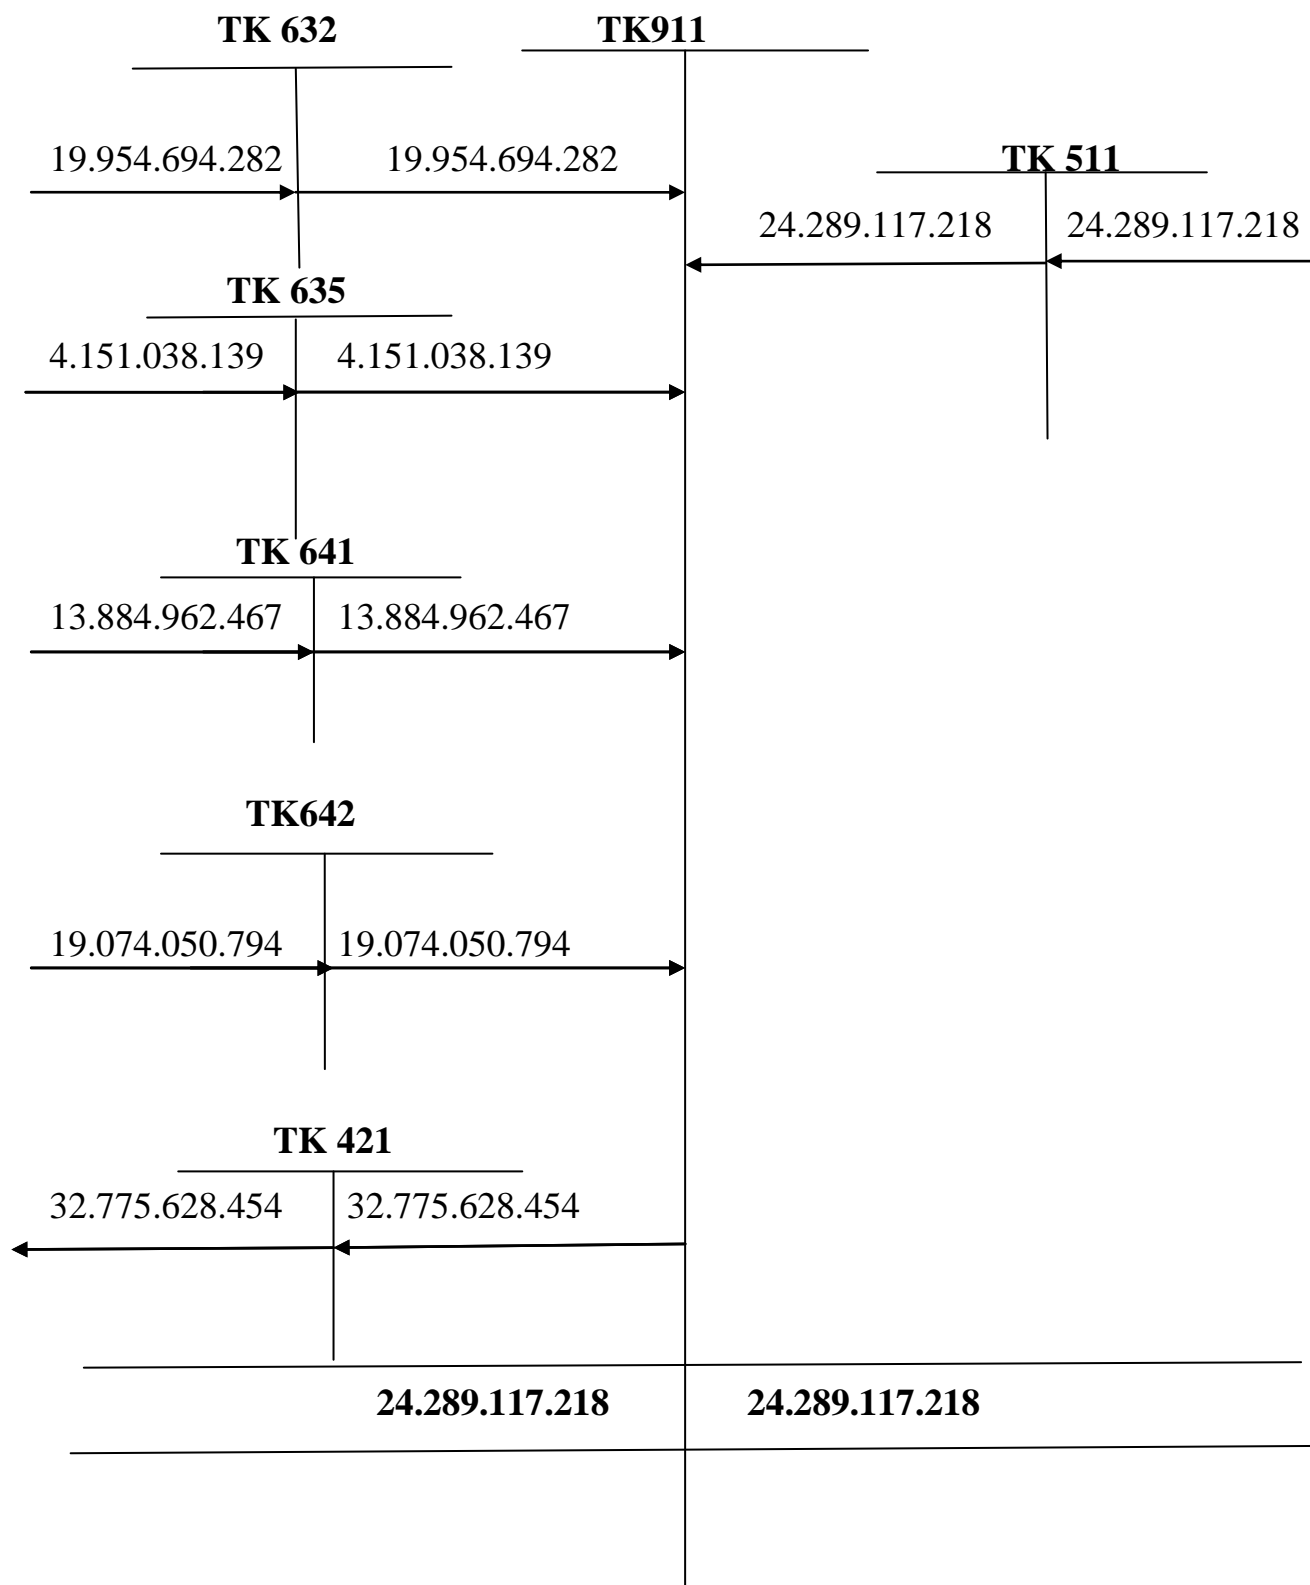 TK 632 TK911
19.954.694.282 19.954.694.282
TK 511
24.289.117.218 24.289.117.218
TK 635
4.151.038.139 4.151.038.139
TK 641
13.884.962.467 13.884.962.467
TK642
19.074.050.794 19.074.050.794
TK 421
32.775.628.454 32.775.628.454
24.289.117.218 24.289.117.218